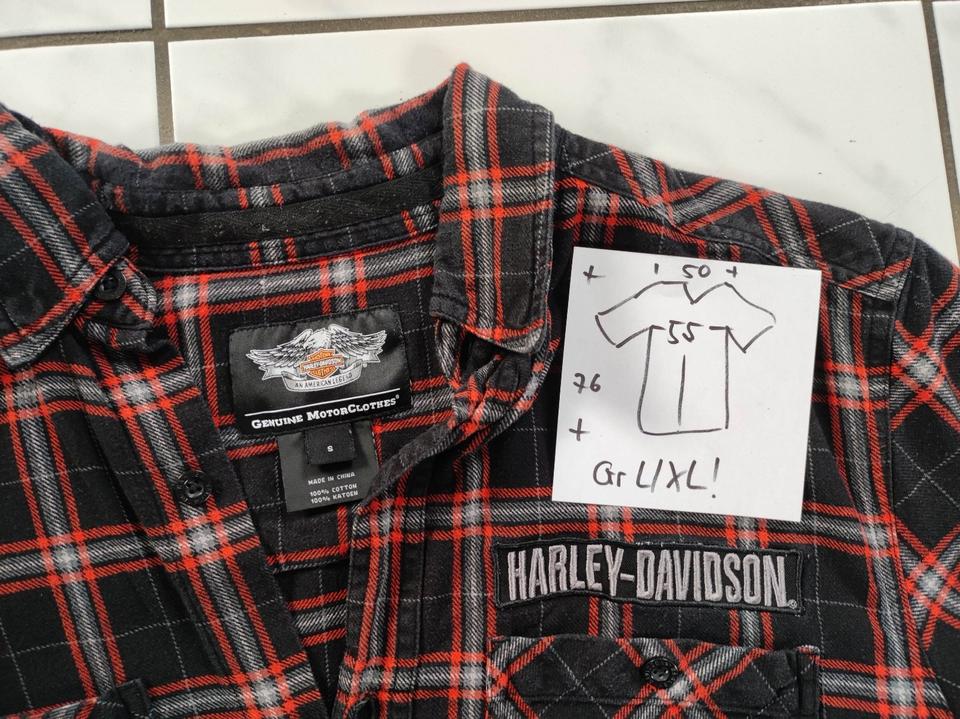 HARLEY-DAVIDSON
AN AMERICAN LEGEND
GENUINE MOTORCLOTHES®
S
MADE IN CHINA
100% COTTON
100% KATOEN
+ 50 +
55
76
+
Gr L/XL!
HARLEY-DAVIDSON®